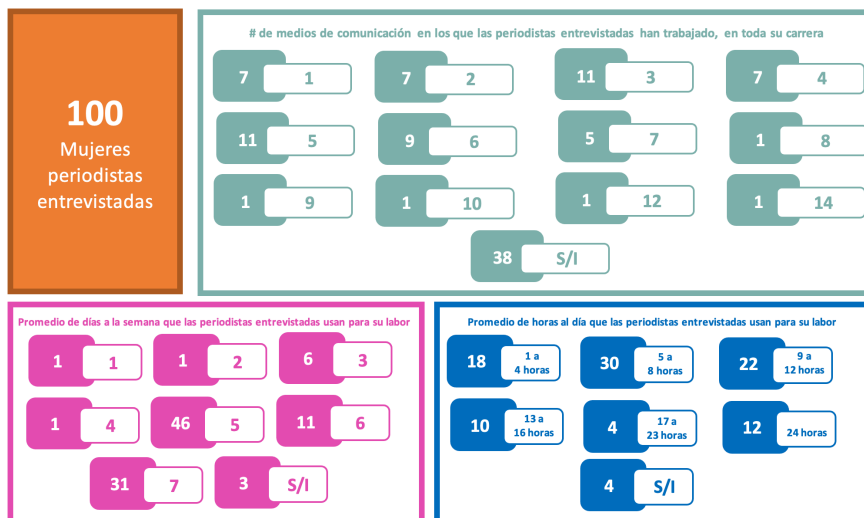 100
Mujeres
periodistas
entrevistadas
# de medios de comunicación en los que las periodistas entrevistadas han trabajado, en toda su carrera
7 1
7 2
11 3
7 4
11 5
9 6
5 7
1 8
1 9
1 10
1 12
1 14
38 S/I
Promedio de días a la semana que las periodistas entrevistadas usan para su labor
1 1
1 2
6 3
1 4
46 5
11 6
31 7
3 S/I
Promedio de horas al día que las periodistas entrevistadas usan para su labor
18 1 a
4 horas
30 5 a
8 horas
22 9 a
12 horas
10 13 a
16 horas
4 17 a
23 horas
12 24 horas
4 S/I